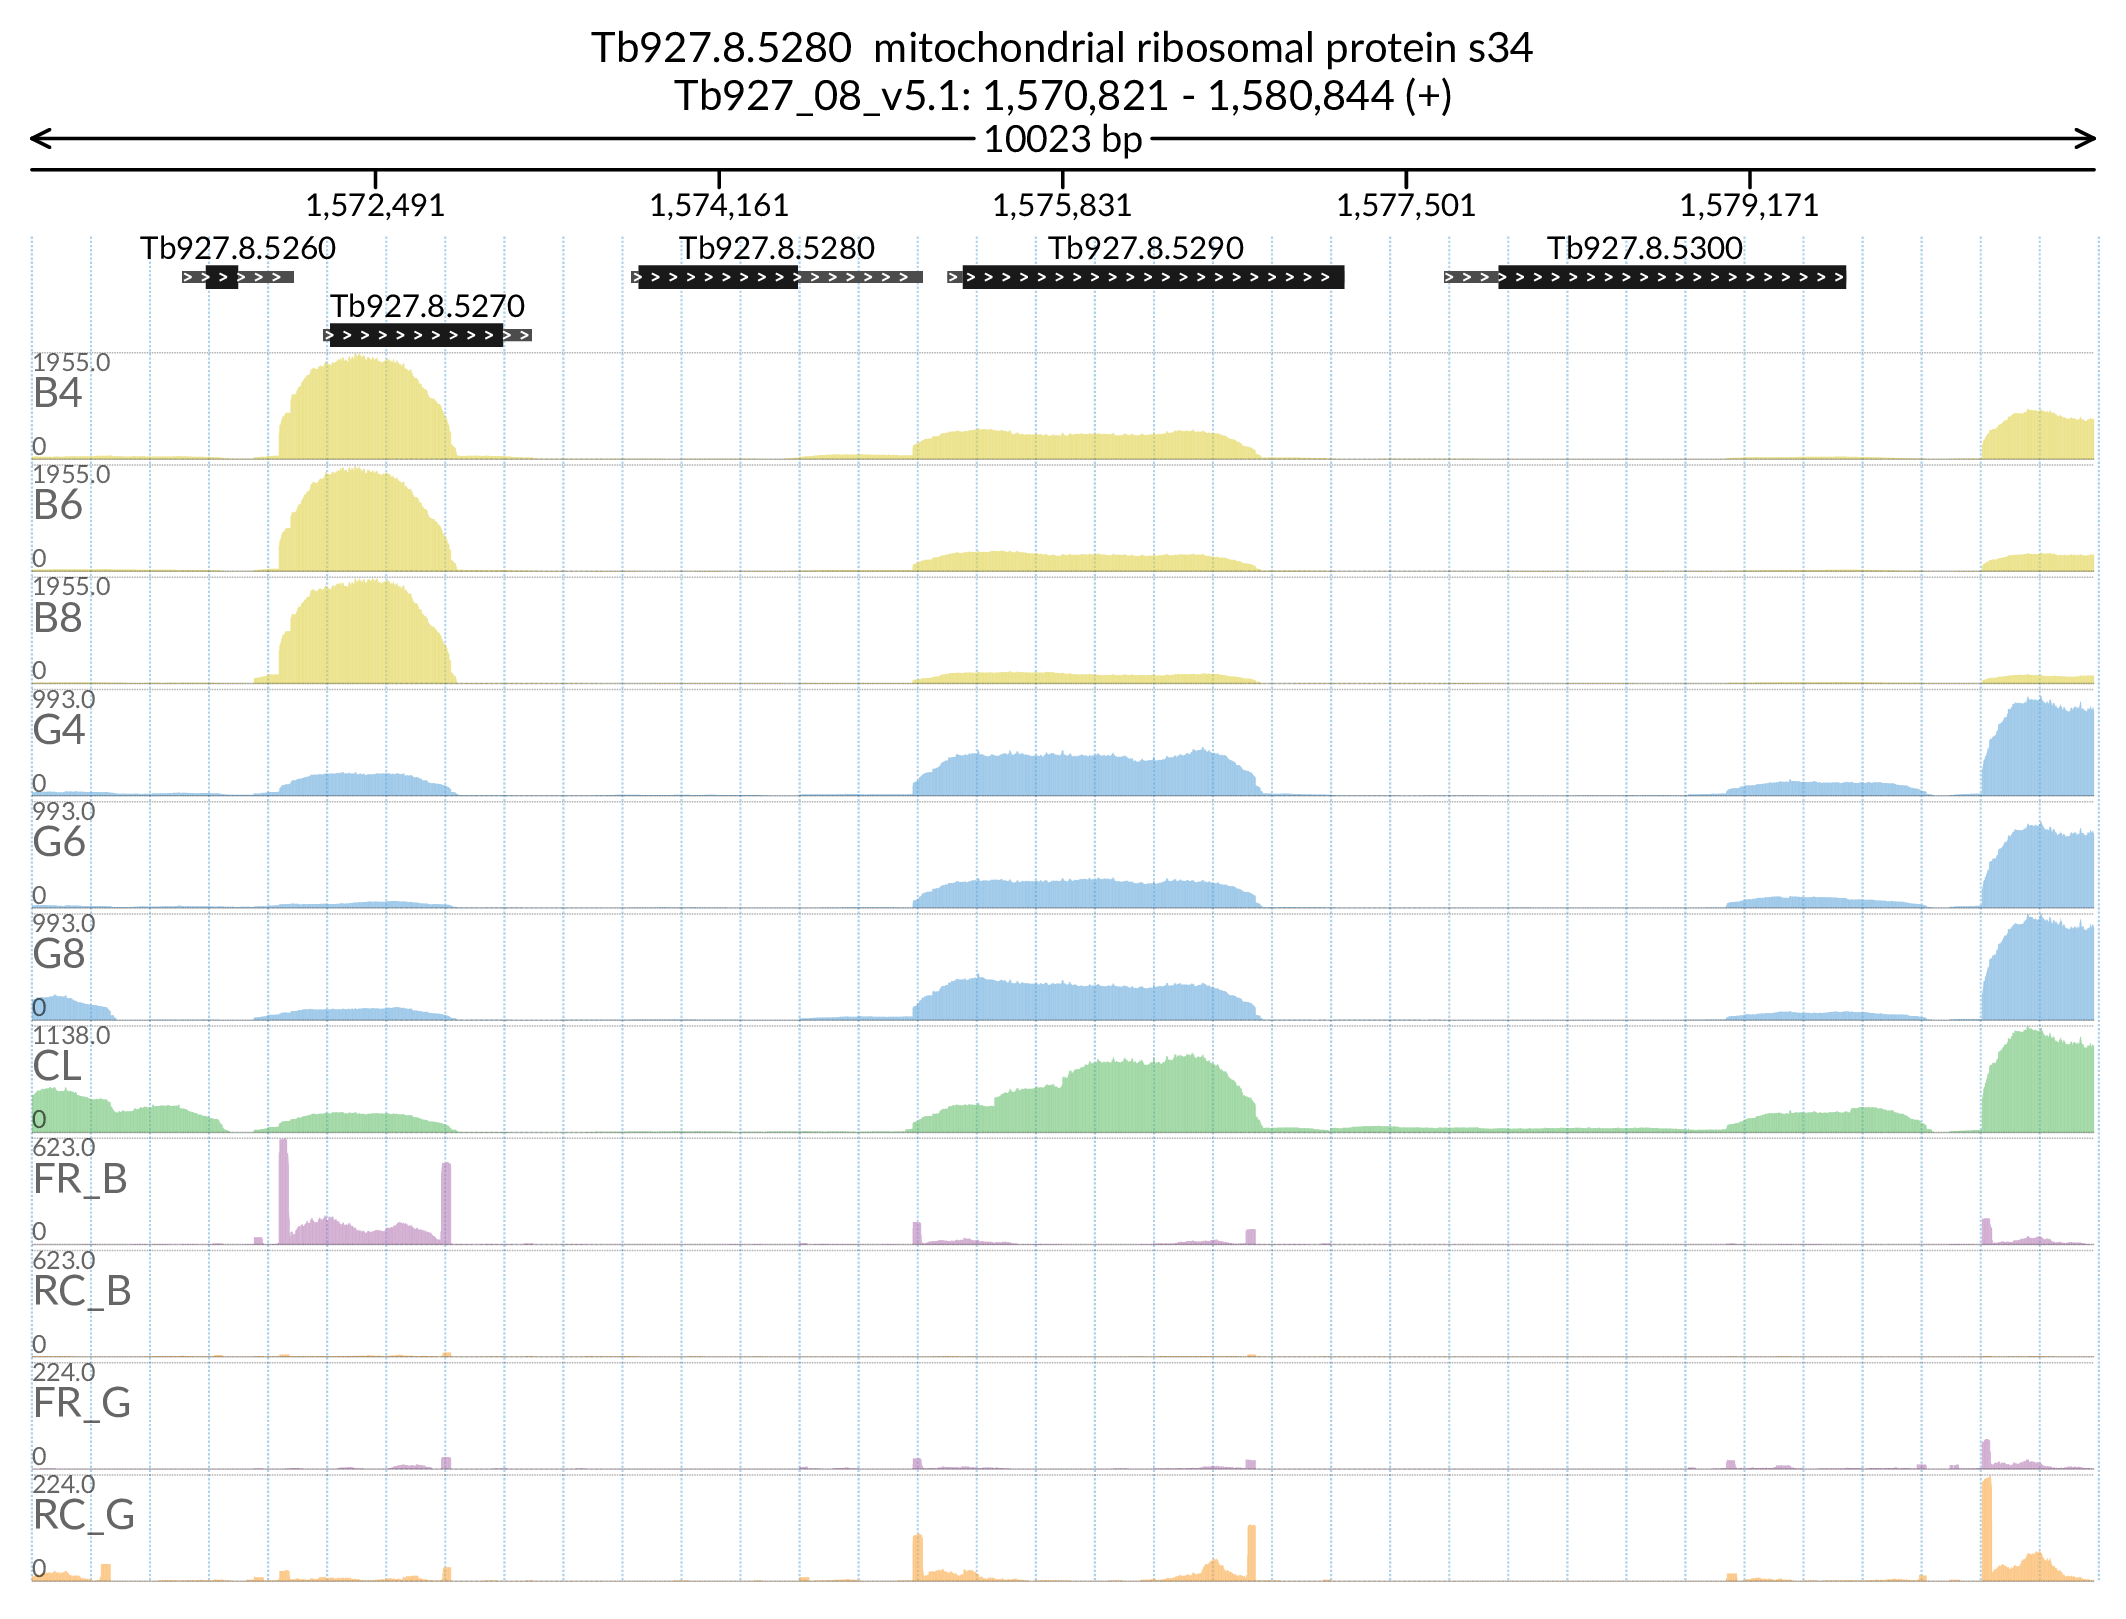 Tb927.8.5280 mitochondrial ribosomal protein s34
Tb927_08_v5.1: 1,570,821 - 1,580,844 (+)
10023 bp
1,572,491 1,574,161 1,575,831 1,577,501 1,579,171
Tb927.8.5260 Tb927.8.5280 Tb927.8.5290 Tb927.8.5300
Tb927.8.5270
1955.0
B4
0
1955.0
B6
0
1955.0
B8
0
993.0
G4
0
993.0
G6
0
993.0
G8
0
1138.0
CL
0
623.0
FR_B
0
623.0
RC_B
0
224.0
FR_G
0
224.0
RC_G
0